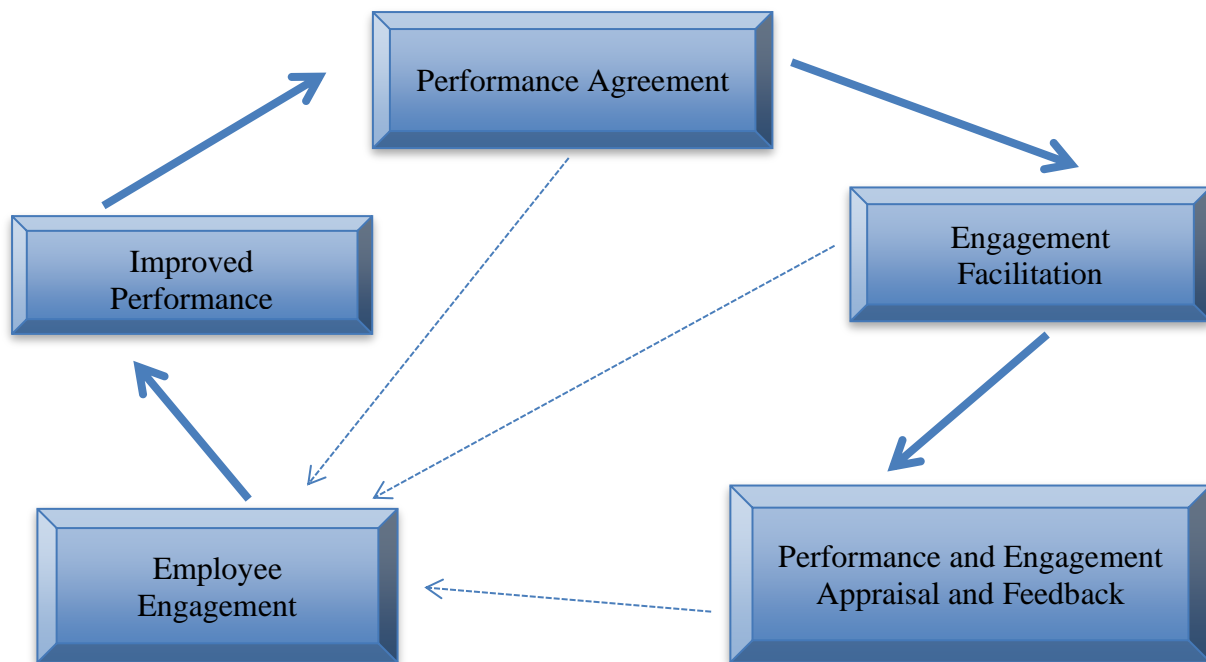 Performance Agreement
Engagement
Facilitation
Improved
Performance
Performance and Engagement
Appraisal and Feedback
Employee
Engagement